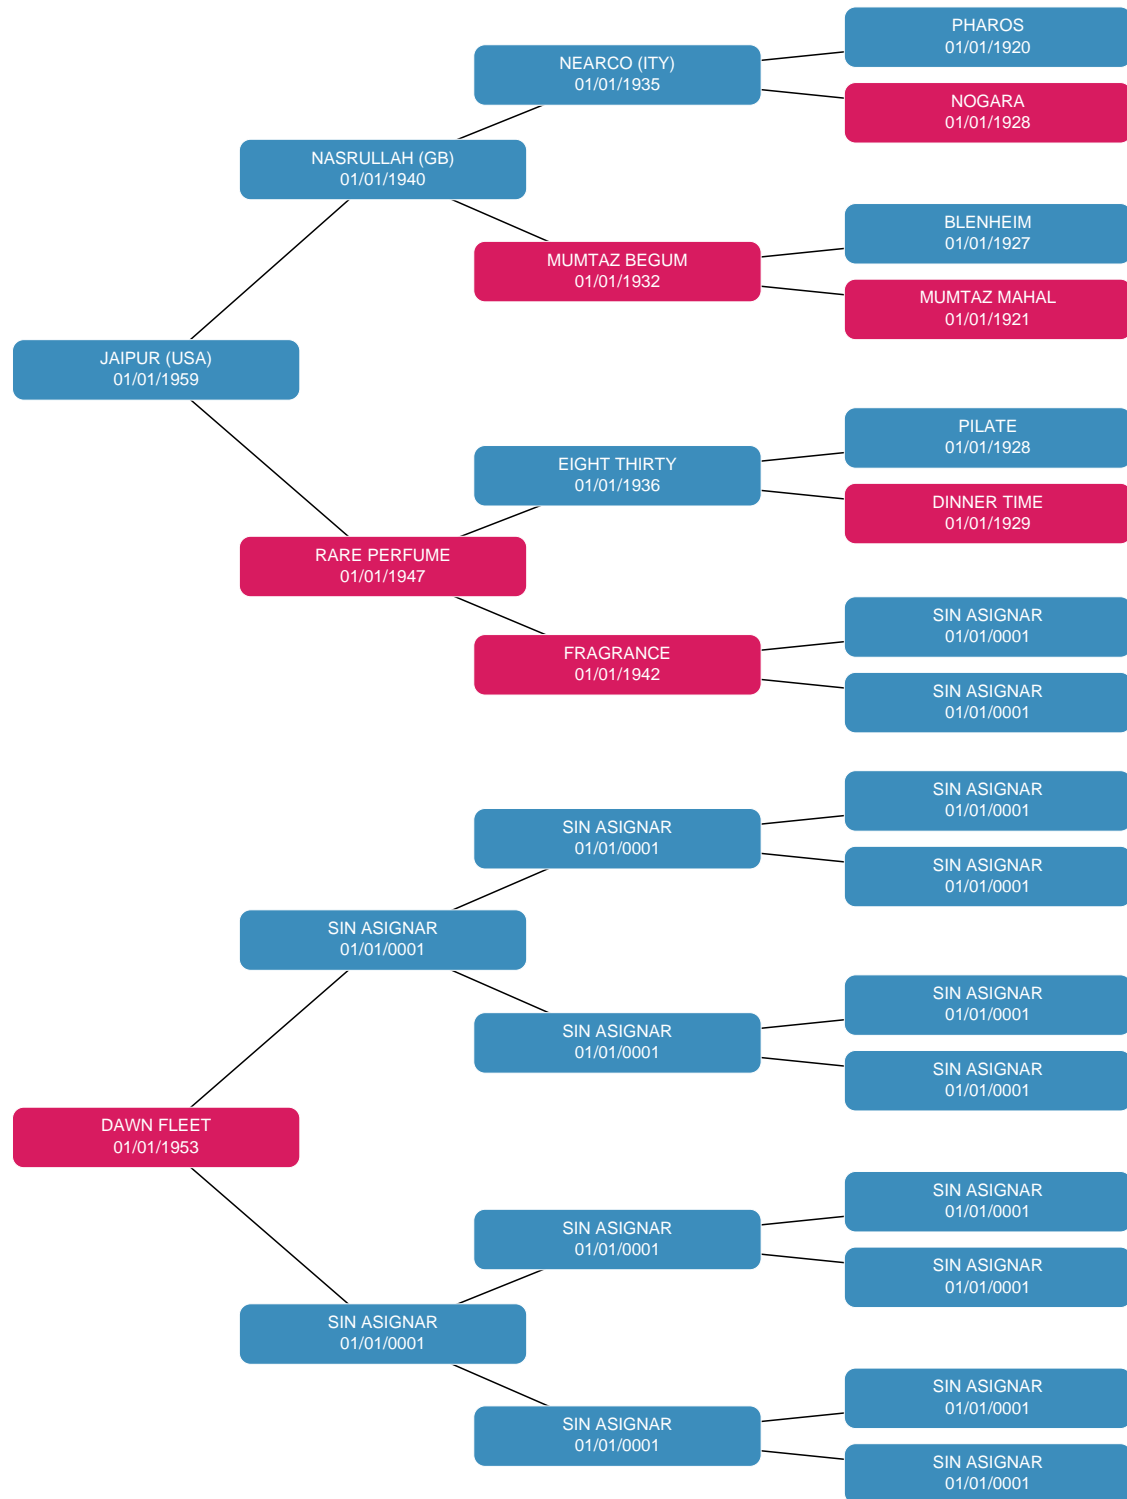 PHAROS
01/01/1920
NEARCO (ITY)
01/01/1935
NOGARA
01/01/1928
NASRULLAH (GB)
01/01/1940
BLENHEIM
01/01/1927
MUMTAZ BEGUM
01/01/1932
MUMTAZ MAHAL
01/01/1921
JAIPUR (USA)
01/01/1959
PILATE
01/01/1928
EIGHT THIRTY
01/01/1936
DINNER TIME
01/01/1929
RARE PERFUME
01/01/1947
SIN ASIGNAR
01/01/0001
FRAGRANCE
01/01/1942
SIN ASIGNAR
01/01/0001
SIN ASIGNAR
01/01/0001
SIN ASIGNAR
01/01/0001
SIN ASIGNAR
01/01/0001
SIN ASIGNAR
01/01/0001
SIN ASIGNAR
01/01/0001
SIN ASIGNAR
01/01/0001
SIN ASIGNAR
01/01/0001
DAWN FLEET
01/01/1953
SIN ASIGNAR
01/01/0001
SIN ASIGNAR
01/01/0001
SIN ASIGNAR
01/01/0001
SIN ASIGNAR
01/01/0001
SIN ASIGNAR
01/01/0001
SIN ASIGNAR
01/01/0001
SIN ASIGNAR
01/01/0001